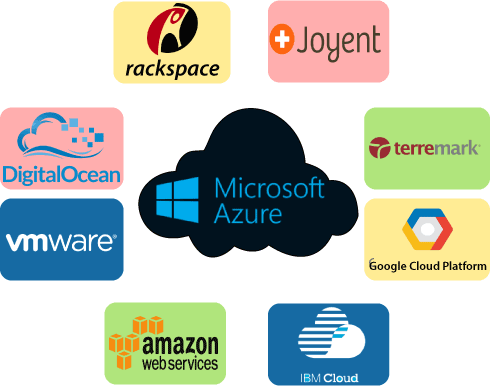 rackspace
Joyent
DigitalOcean
Microsoft
Azure
terremark®
vmware®
Google Cloud Platform
amazon
web services
IBM Cloud